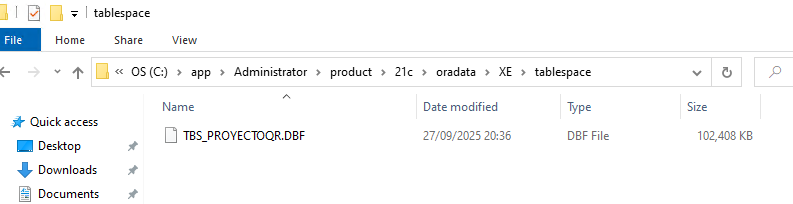 tablespace
File Home Share View
« OS (C:) > app > Administrator > product > 21c > oradata > XE > tablespace
Name Date modified Type Size
Quick access
Desktop
Downloads
Documents
TBS_PROYECTOQR.DBF 27/09/2025 20:36 DBF File 102,408 KB